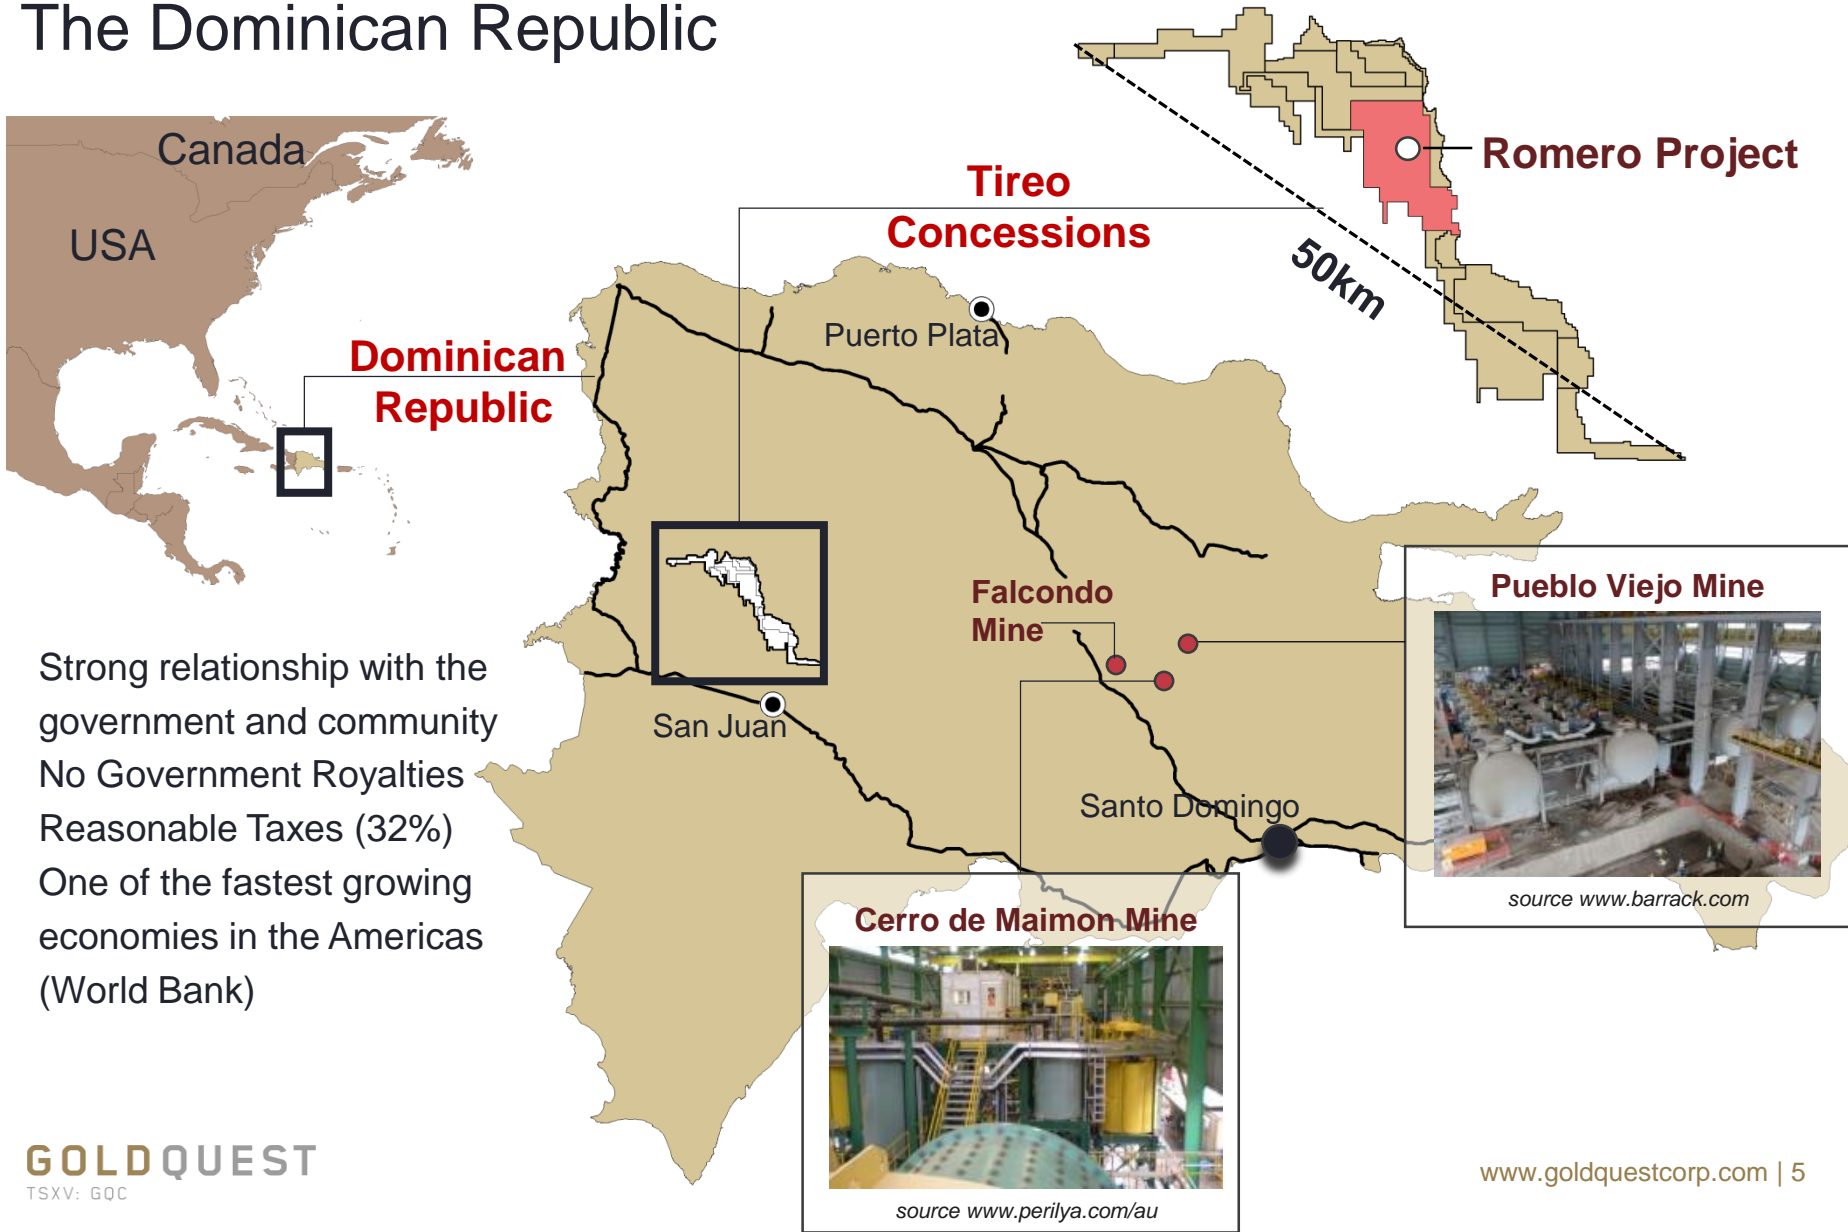 The Dominican Republic
Canada
USA
Dominican
Republic
Tireo
Concessions
Romero Project
50km
Puerto Plata
Falcondo
Mine
San Juan
Santo Domingo
Pueblo Viejo Mine
source www.barrack.com
Cerro de Maimon Mine
source www.perilya.com/au
Strong relationship with the
government and community
No Government Royalties
Reasonable Taxes (32%)
One of the fastest growing
economies in the Americas
(World Bank)
GOLDQUEST
TSXV: GQC
www.goldquestcorp.com | 5